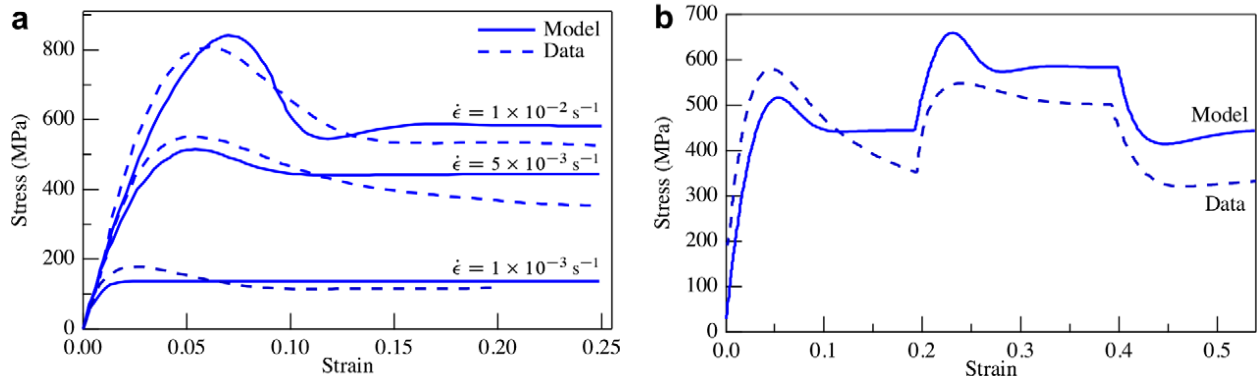 a
Model
Data
800
600
400
200
0
Stress (MPa)
ϵ̇ = 1 × 10⁻² s⁻¹
ϵ̇ = 5 × 10⁻³ s⁻¹
ϵ̇ = 1 × 10⁻³ s⁻¹
0.00 0.05 0.10 0.15 0.20 0.25
Strain
b
700
600
500
400
300
200
100
0
Stress (MPa)
Model
Data
0.0 0.1 0.2 0.3 0.4 0.5
Strain